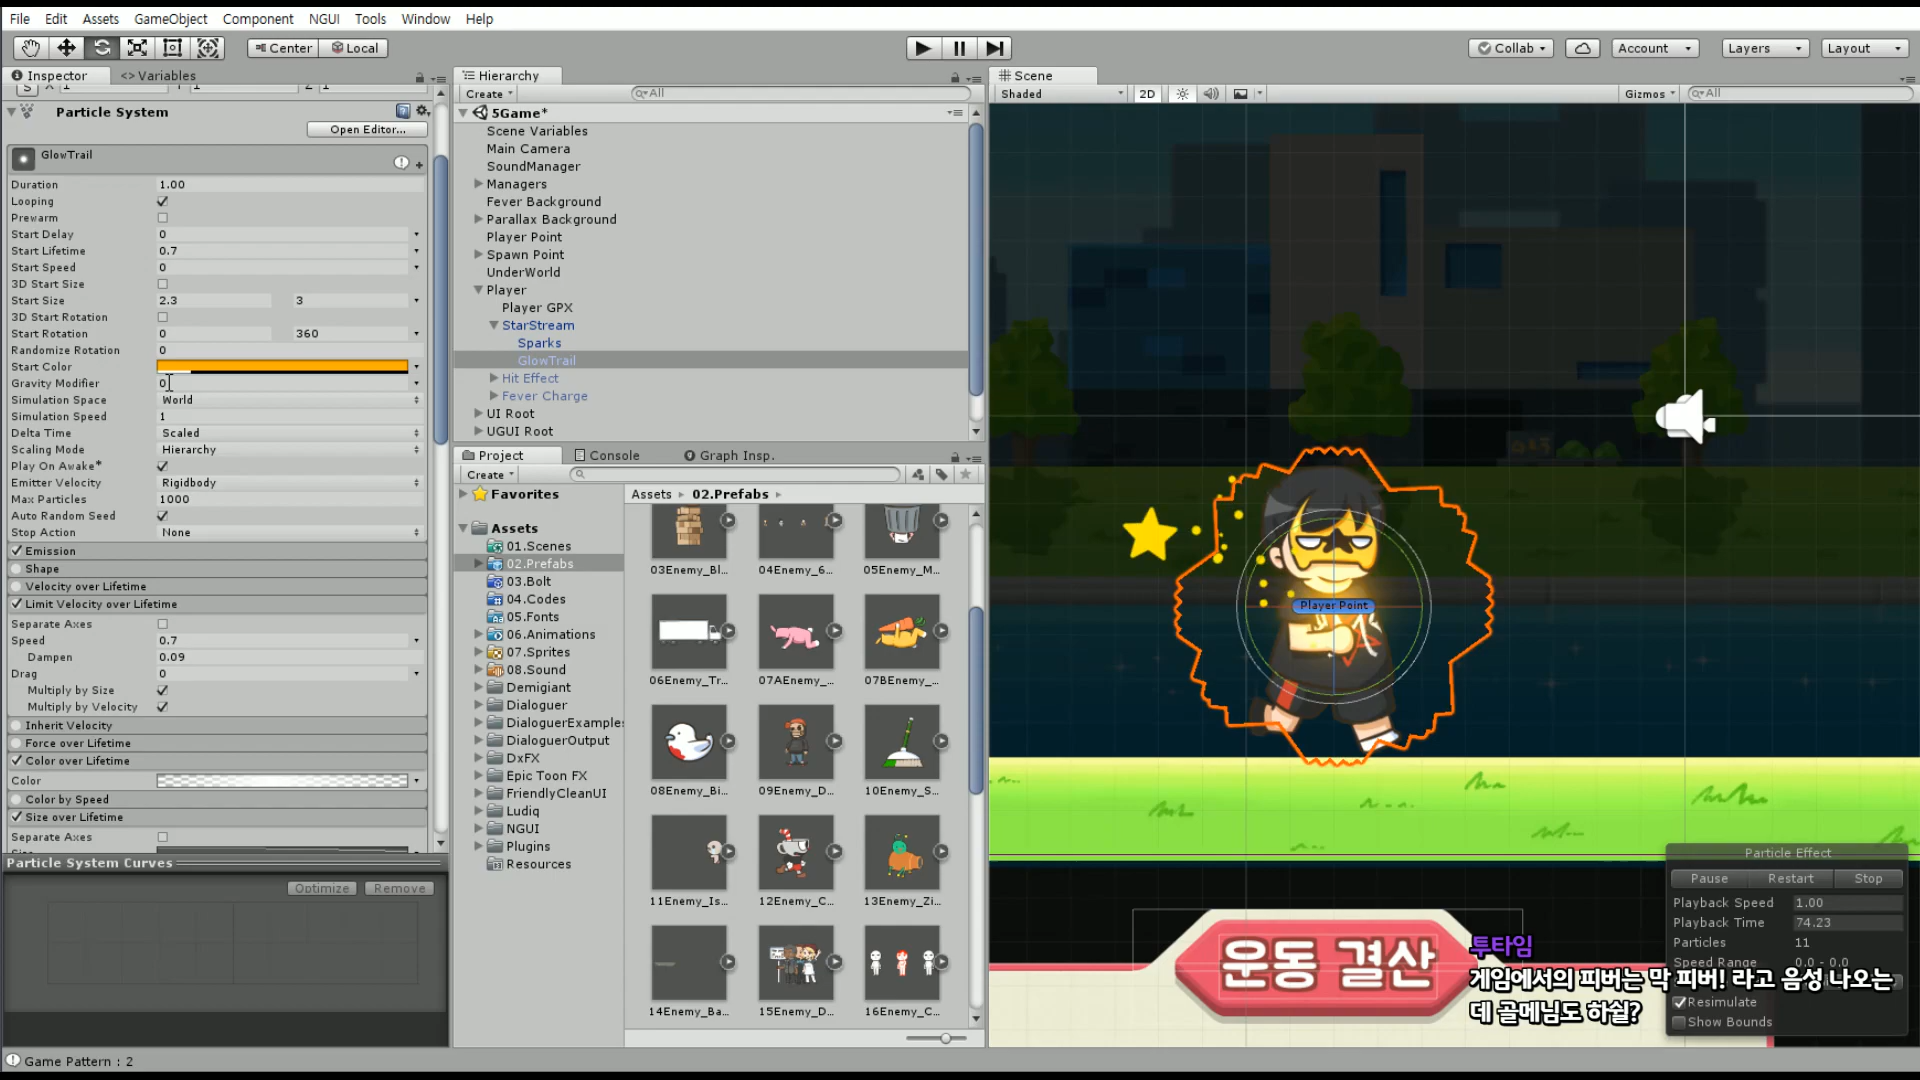 File Edit Assets GameObject Component NGUI Tools Window Help
Center Local
Collab Account Layers Layout
Inspector <> Variables
Particle System
Open Editor...
GlowTrail
Duration 1.00
Looping
Prewarm
Start Delay 0
Start Lifetime 0.7
Start Speed 0
3D Start Size
Start Size 2.3 3
3D Start Rotation
Start Rotation 0 360
Randomize Rotation 0
Start Color
Gravity Modifier 0
Simulation Space World
Simulation Speed 1
Delta Time Scaled
Scaling Mode Hierarchy
Play On Awake*
Emitter Velocity Rigidbody
Max Particles 1000
Auto Random Seed
Stop Action None
Emission
Shape
Velocity over Lifetime
Limit Velocity over Lifetime
Separate Axes
Speed 0.7
Dampen 0.09
Drag 0
Multiply by Size
Multiply by Velocity
Inherit Velocity
Force over Lifetime
Color over Lifetime
Color
Color by Speed
Size over Lifetime
Separate Axes
Particle System Curves
Optimize Remove
Game Pattern : 2
Hierarchy
Create All
5Game*
Scene Variables
Main Camera
SoundManager
Managers
Fever Background
Parallax Background
Player Point
Spawn Point
UnderWorld
Player
Player GPX
StarStream
Sparks
GlowTrail
Hit Effect
Fever Charge
UI Root
UGUI Root
Project Console Graph Insp.
Create
Favorites
Assets
01.Scenes
02.Prefabs
03.Bolt
04.Codes
05.Fonts
06.Animations
07.Sprites
08.Sound
Demigiant
Dialoguer
DialoguerExamples
DialoguerOutput
DxFX
Epic Toon FX
FriendlyCleanUI
Ludiq
NGUI
Plugins
Resources
Assets 02.Prefabs
03Enemy_Bl... 04Enemy_6... 05Enemy_M...
06Enemy_Tr... 07AEnemy_... 07BEnemy_...
08Enemy_Bi... 09Enemy_D... 10Enemy_S...
11Enemy_Is... 12Enemy_C... 13Enemy_Zi...
14Enemy_Ba... 15Enemy_D... 16Enemy_C...
Scene
Shaded 2D Gizmos All
Player Point
Particle Effect
Pause Restart Stop
Playback Speed 1.00
Playback Time 74.23
Particles 11
Speed Range 0.0 - 0.0
Resimulate
Show Bounds
운동 결산
투타임
게임에서의 피버는 막 피버! 라고 음성 나오는
데 골메님도 하쉴?